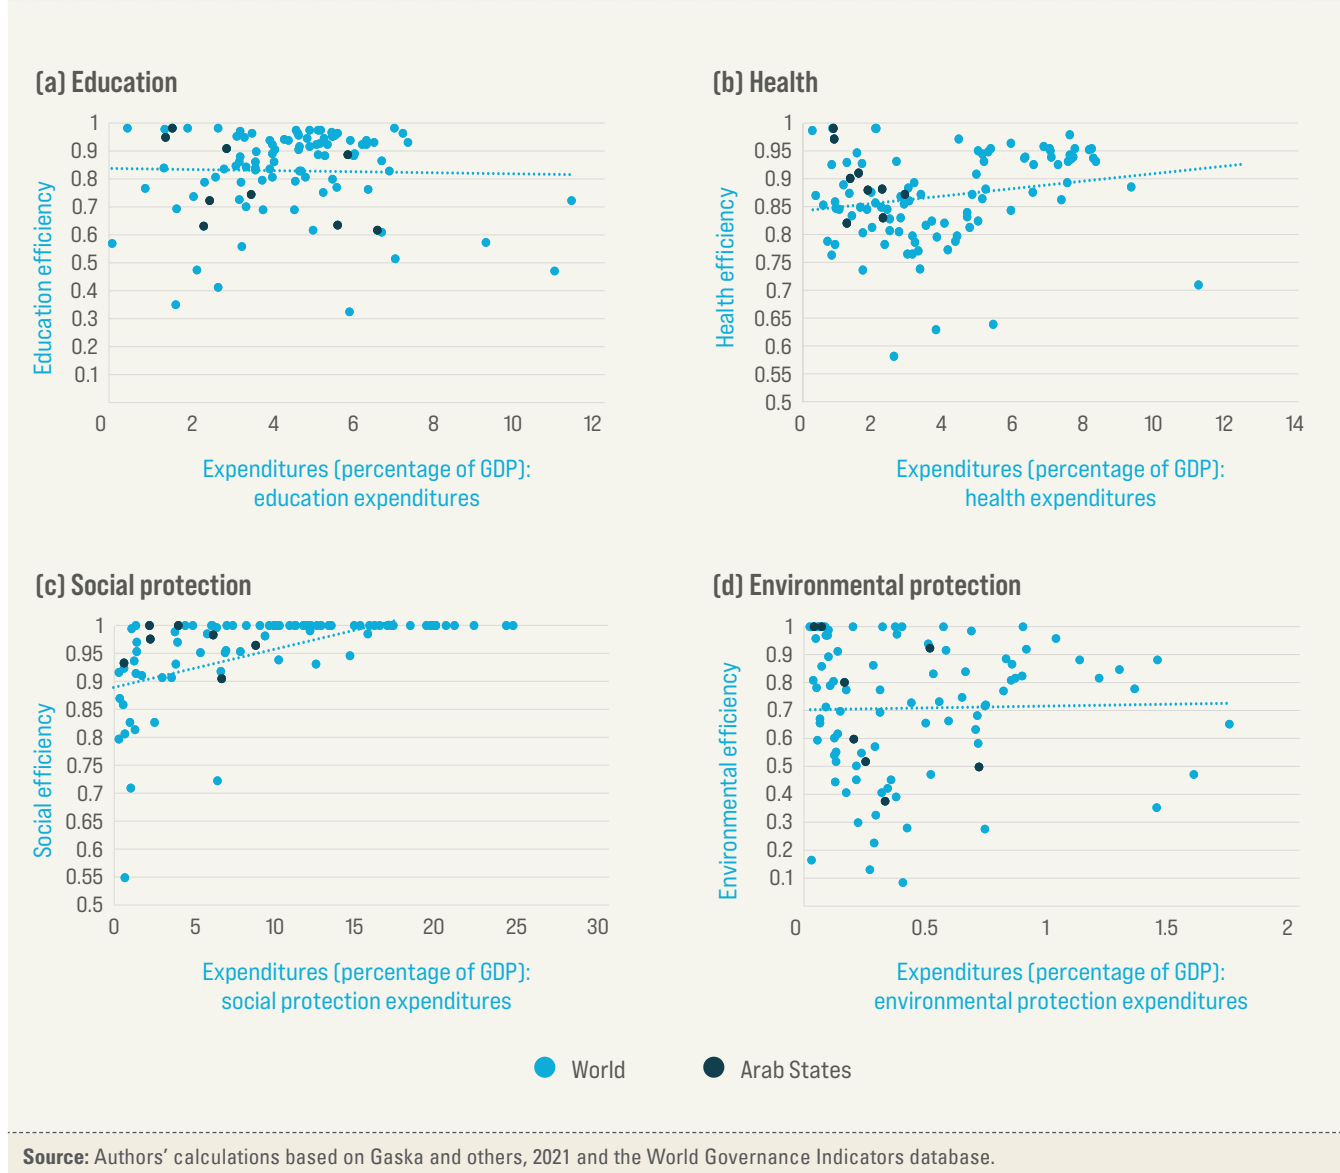 (a) Education
Education efficiency
1
0.9
0.8
0.7
0.6
0.5
0.4
0.3
0.2
0.1
0 2 4 6 8 10 12
Expenditures (percentage of GDP):
education expenditures
(b) Health
Health efficiency
1
0.95
0.9
0.85
0.8
0.75
0.7
0.65
0.6
0.55
0.5
0 2 4 6 8 10 12 14
Expenditures (percentage of GDP):
health expenditures
(c) Social protection
Social efficiency
1
0.95
0.9
0.85
0.8
0.75
0.7
0.65
0.6
0.55
0.5
0 5 10 15 20 25 30
Expenditures (percentage of GDP):
social protection expenditures
(d) Environmental protection
Environmental efficiency
1
0.9
0.8
0.7
0.6
0.5
0.4
0.3
0.2
0.1
0 0.5 1 1.5 2
Expenditures (percentage of GDP):
environmental protection expenditures
World Arab States
Source: Authors’ calculations based on Gaska and others, 2021 and the World Governance Indicators database.